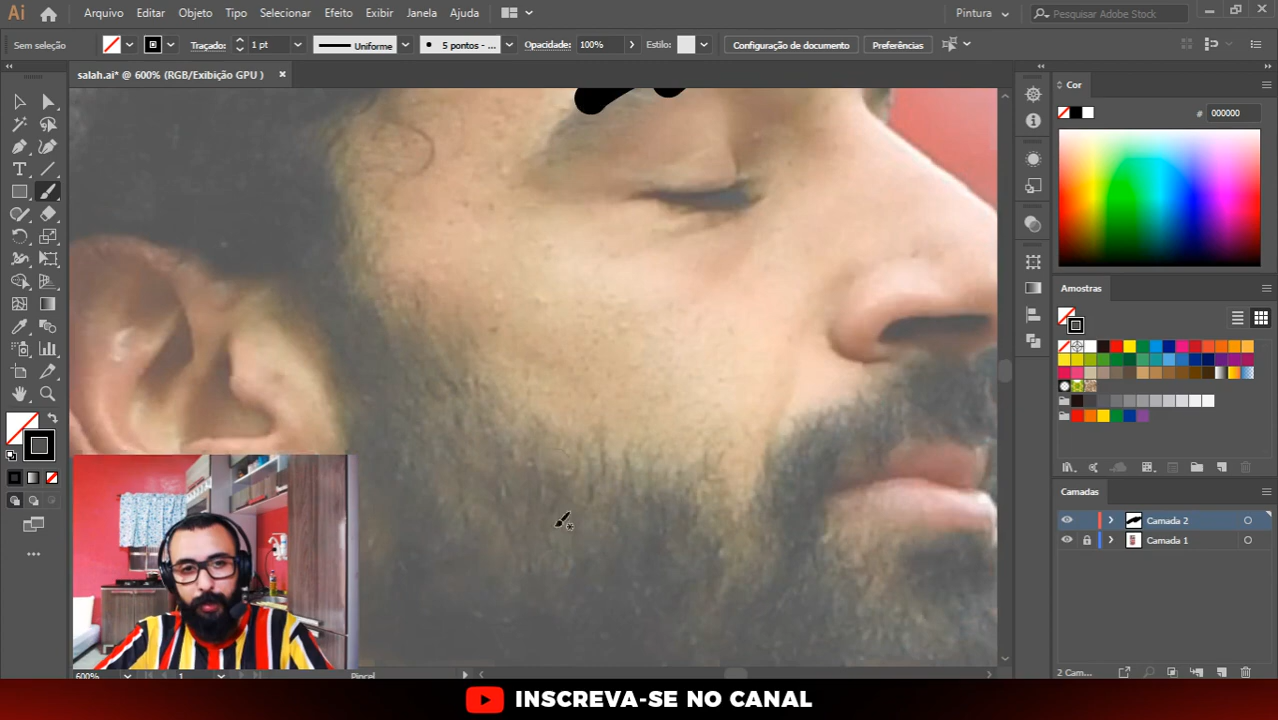 Ai
Arquivo Editar Objeto Tipo Selecionar Efeito Exibir Janela Ajuda
Pintura
Pesquisar Adobe Stock
Sem seleção
Traçado:
1 pt
Uniforme
5 pontos - ...
Opacidade:
100%
Estilo:
Configuração de documento
Preferências
salah.ai* @ 600% (RGB/Exibição GPU )
Cor
# 000000
Amostras
Camadas
Camada 2
Camada 1
2 Cam...
600%
1
Pincel
INSCREVA-SE NO CANAL